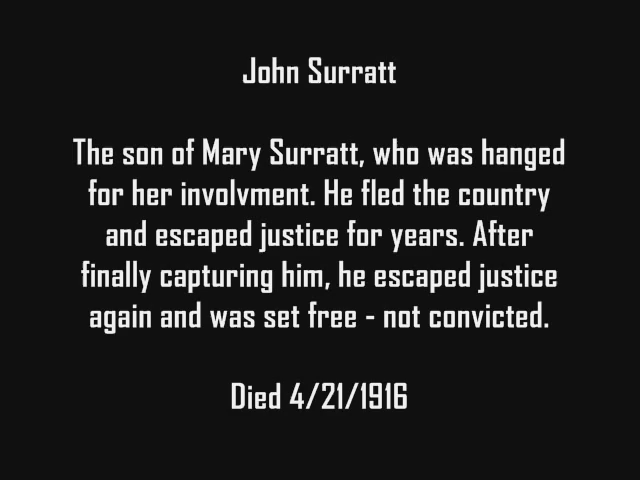 John Surratt
The son of Mary Surratt, who was hanged
for her involvment. He fled the country
and escaped justice for years. After
finally capturing him, he escaped justice
again and was set free - not convicted.
Died 4/21/1916